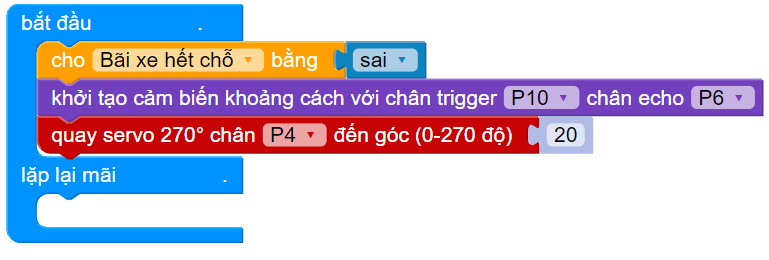 bắt đầu .
cho Bãi xe hết chỗ bằng sai
khởi tạo cảm biến khoảng cách với chân trigger P10 chân echo P6
quay servo 270° chân P4 đến góc (0-270 độ) 20
lặp lại mãi .